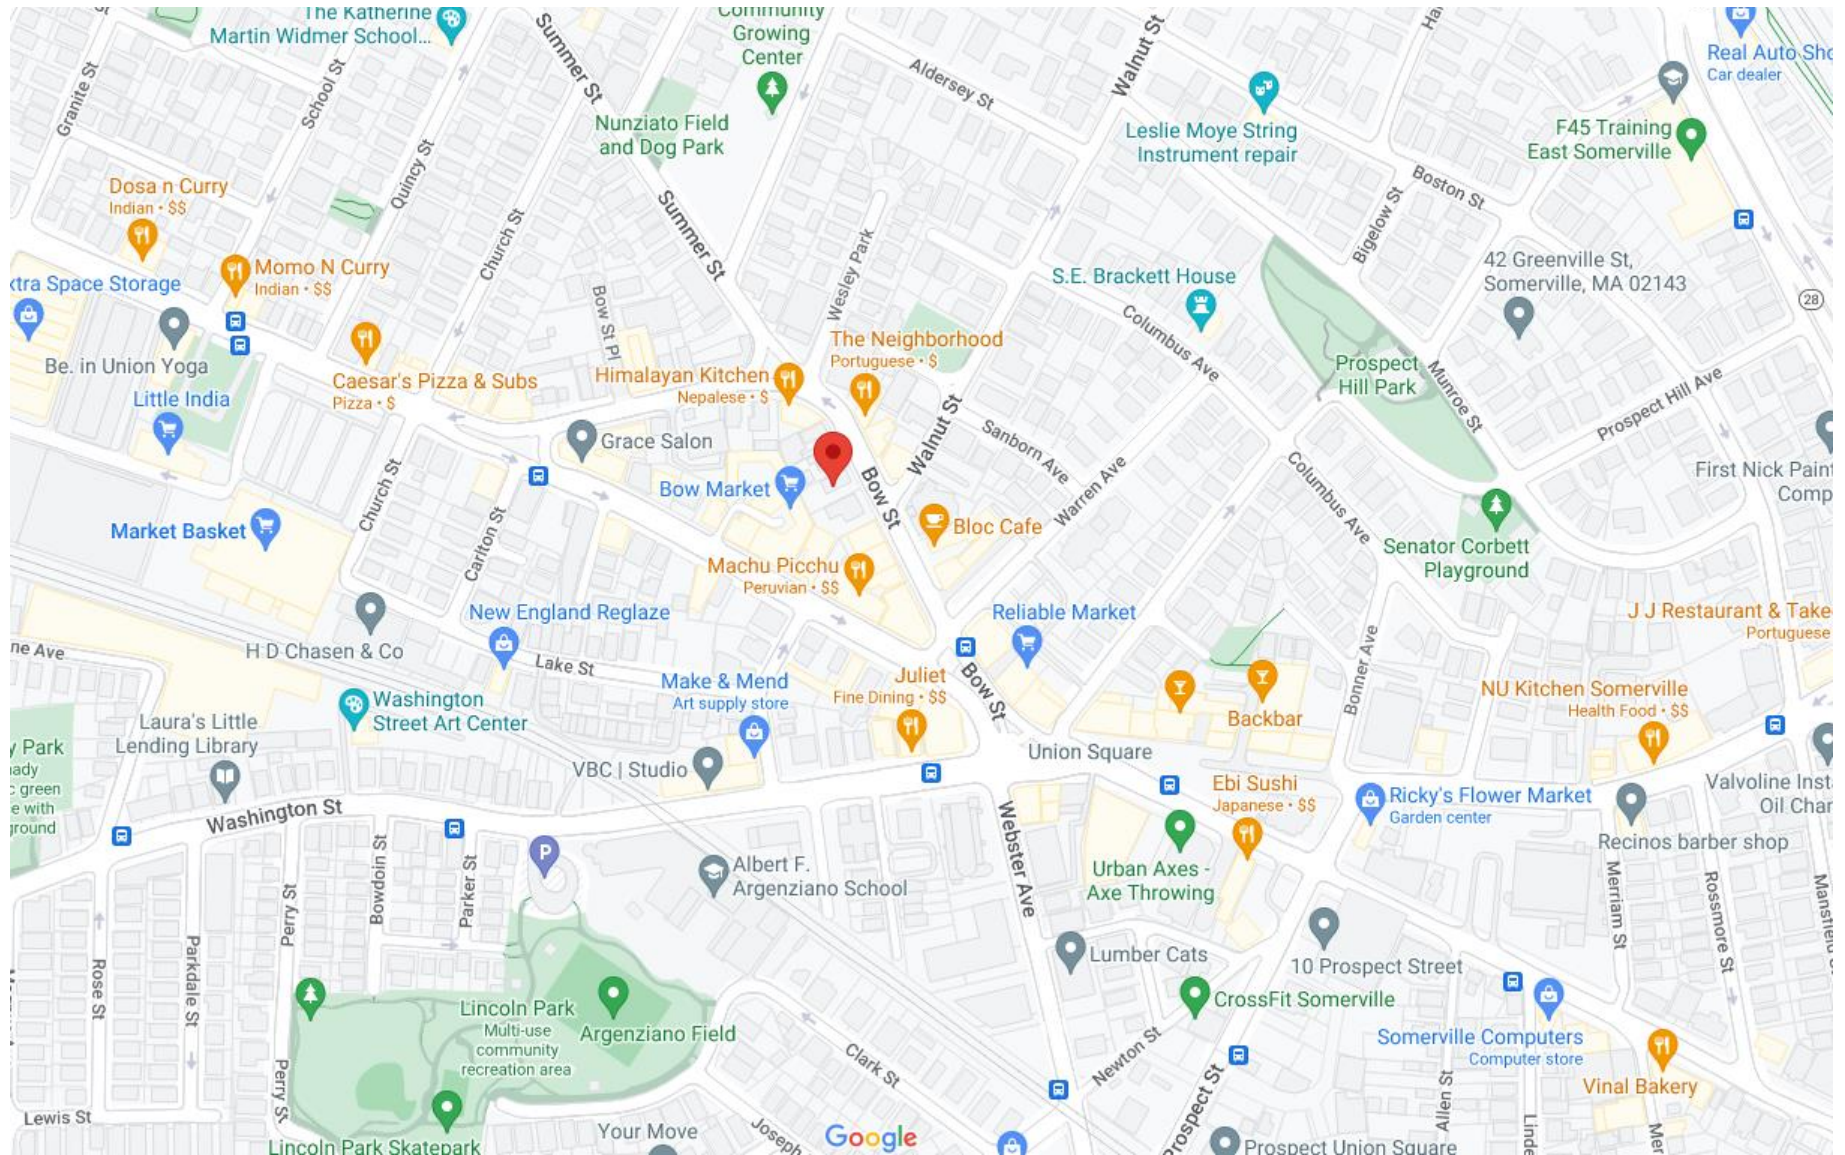 The Katherine
Martin Widmer School...
Community
Growing
Center
Summer St
Walnut St
Aldersey St
Granite St
School St
Quincy St
Nunziato Field
and Dog Park
Leslie Moye String
Instrument repair
Real Auto Sho
Car dealer
F45 Training
East Somerville
Boston St
Bigelow St
Dosa n Curry
Indian • $$
Momo N Curry
Indian • $$
Church St
Summer St
Wesley Park
Bow St Pl
S.E. Brackett House
42 Greenville St,
Somerville, MA 02143
28
xtra Space Storage
Be. in Union Yoga
Little India
Caesar's Pizza & Subs
Pizza • $
Himalayan Kitchen
Nepalese • $
The Neighborhood
Portuguese • $
Columbus Ave
Prospect
Hill Park
Munroe St
Prospect Hill Ave
Grace Salon
Walnut St
Sanborn Ave
Warren Ave
Columbus Ave
First Nick Paint
Comp
Market Basket
Church St
Carlton St
Bow Market
Bow St
Bloc Cafe
Senator Corbett
Playground
Machu Picchu
Peruvian • $$
Reliable Market
J J Restaurant & Take
Portuguese
ne Ave
H D Chasen & Co
New England Reglaze
Lake St
Bow St
Bonner Ave
Washington
Street Art Center
Make & Mend
Art supply store
Juliet
Fine Dining • $$
Backbar
NU Kitchen Somerville
Health Food • $$
y Park
ady
c green
e with
ground
Laura's Little
Lending Library
VBC | Studio
Union Square
Washington St
Webster Ave
Ebi Sushi
Japanese • $$
Ricky's Flower Market
Garden center
Valvoline Inst
Oil Char
Recinos barber shop
P
Albert F.
Argenziano School
Urban Axes -
Axe Throwing
Perry St
Bowdoin St
Parker St
Merriam St
Rossmore St
Mansfield
Rose St
Parkdale St
Lumber Cats
10 Prospect Street
CrossFit Somerville
Lincoln Park
Multi-use
community
recreation area
Argenziano Field
Somerville Computers
Computer store
Perry St
Clark St
Newton St
Prospect St
Allen St
Vinal Bakery
Lewis St
Lincoln Park Skatepark
Your Move
Joseph
Google
Prospect Union Square
Linde
Mer